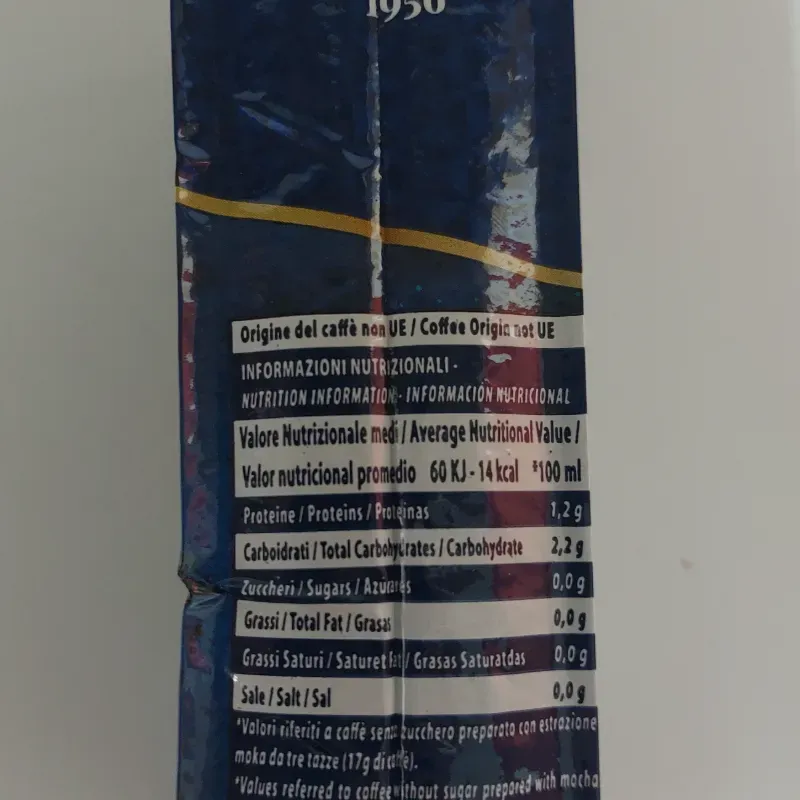 1950
Origine del caffè non UE / Coffee Origin not UE
INFORMAZIONI NUTRIZIONALI -
NUTRITION INFORMATION - INFORMACIÓN NUTRICIONAL
Valore Nutrizionale medi / Average Nutritional Value /
Valor nutricional promedio 60 KJ - 14 kcal *100 ml
Proteine / Proteins / Proteinas 1,2 g
Carboidrati / Total Carbohydrates / Carbohydrate 2,2 g
Zuccheri / Sugars / Azucares 0,0 g
Grassi / Total Fat / Grasas 0,0 g
Grassi Saturi / Saturet Fat / Grasas Saturatdas 0,0 g
Sale / Salt / Sal 0,0 g
*Valori riferiti a caffè senza zucchero preparato con estrazione
moka da tre tazze (17g di caffè).
*Values referred to coffee without sugar prepared with mocha